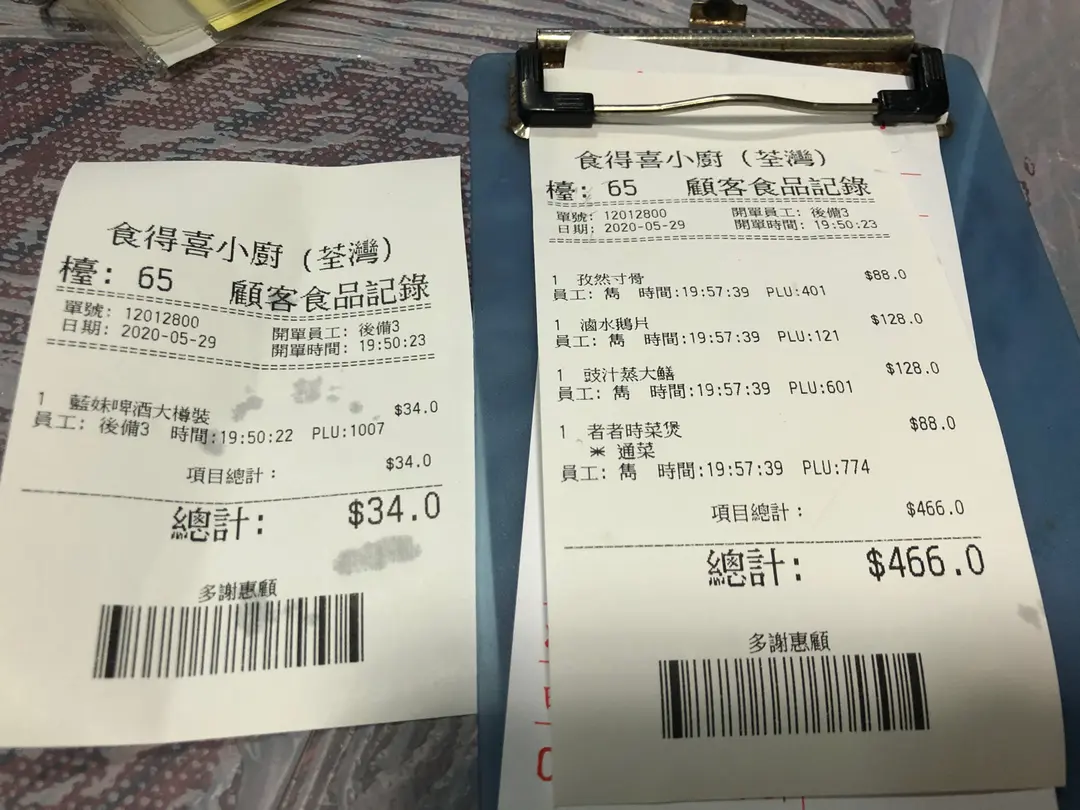 食得喜小廚 (荃灣)
檯: 65 顧客食品記錄
單號: 12012800 開單員工: 後備3
日期: 2020-05-29 開單時間: 19:50:23
1 藍妹啤酒大樽裝 $34.0
員工: 後備3 時間:19:50:22 PLU:1007
項目總計: $34.0
總計: $34.0
多謝惠顧
食得喜小廚 (荃灣)
檯: 65 顧客食品記錄
單號: 12012800 開單員工: 後備3
日期: 2020-05-29 開單時間: 19:50:23
1 孜然寸骨 $88.0
員工: 雋 時間:19:57:39 PLU:401
1 滷水鵝片 $128.0
員工: 雋 時間:19:57:39 PLU:121
1 豉汁蒸大鱔 $128.0
員工: 雋 時間:19:57:39 PLU:601
1 者者時菜煲 $88.0
* 通菜
員工: 雋 時間:19:57:39 PLU:774
項目總計: $466.0
總計: $466.0
多謝惠顧